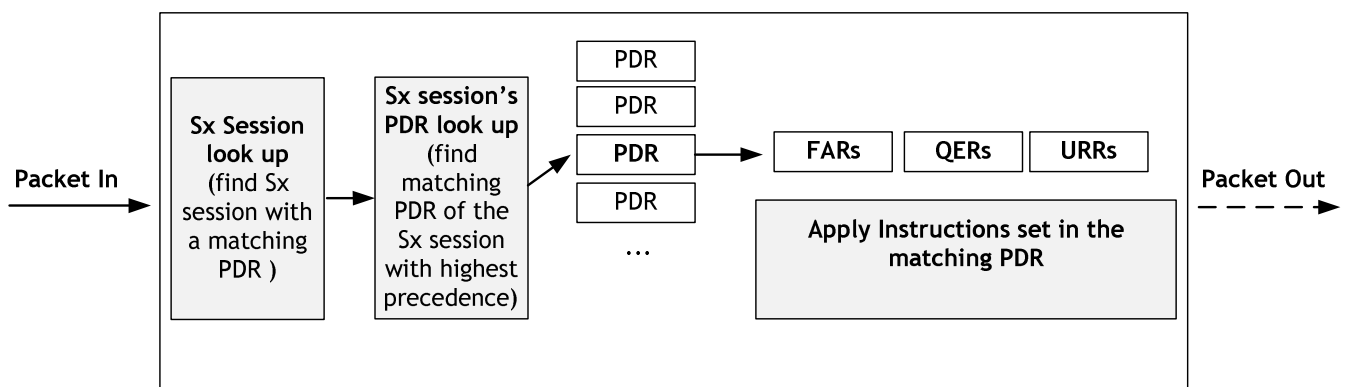 Packet In
Sx Session
look up
(find Sx
session with
a matching
PDR )
Sx session’s
PDR look up
(find
matching
PDR of the
Sx session
with highest
precedence)
PDR
PDR
PDR
PDR
...
FARs
QERs
URRs
Apply Instructions set in the
matching PDR
Packet Out